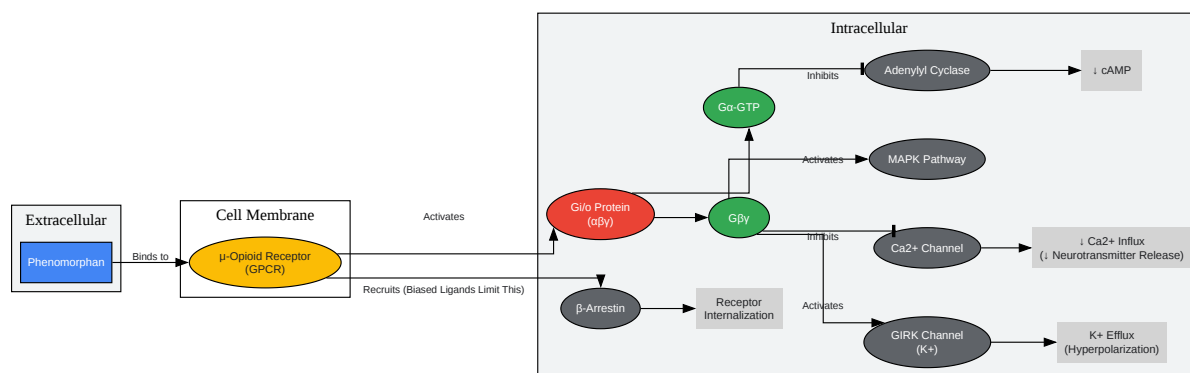 Intracellular
Extracellular
Phenomorphan
Binds to
Cell Membrane
μ-Opioid Receptor
(GPCR)
Activates
Recruits (Biased Ligands Limit This)
Gi/o Protein
(αβγ)
β-Arrestin
Receptor
Internalization
Gα-GTP
Inhibits
Adenylyl Cyclase
↓ cAMP
Gβγ
Activates
MAPK Pathway
Inhibits
Ca2+ Channel
↓ Ca2+ Influx
(↓ Neurotransmitter Release)
Activates
GIRK Channel
(K+)
K+ Efflux
(Hyperpolarization)